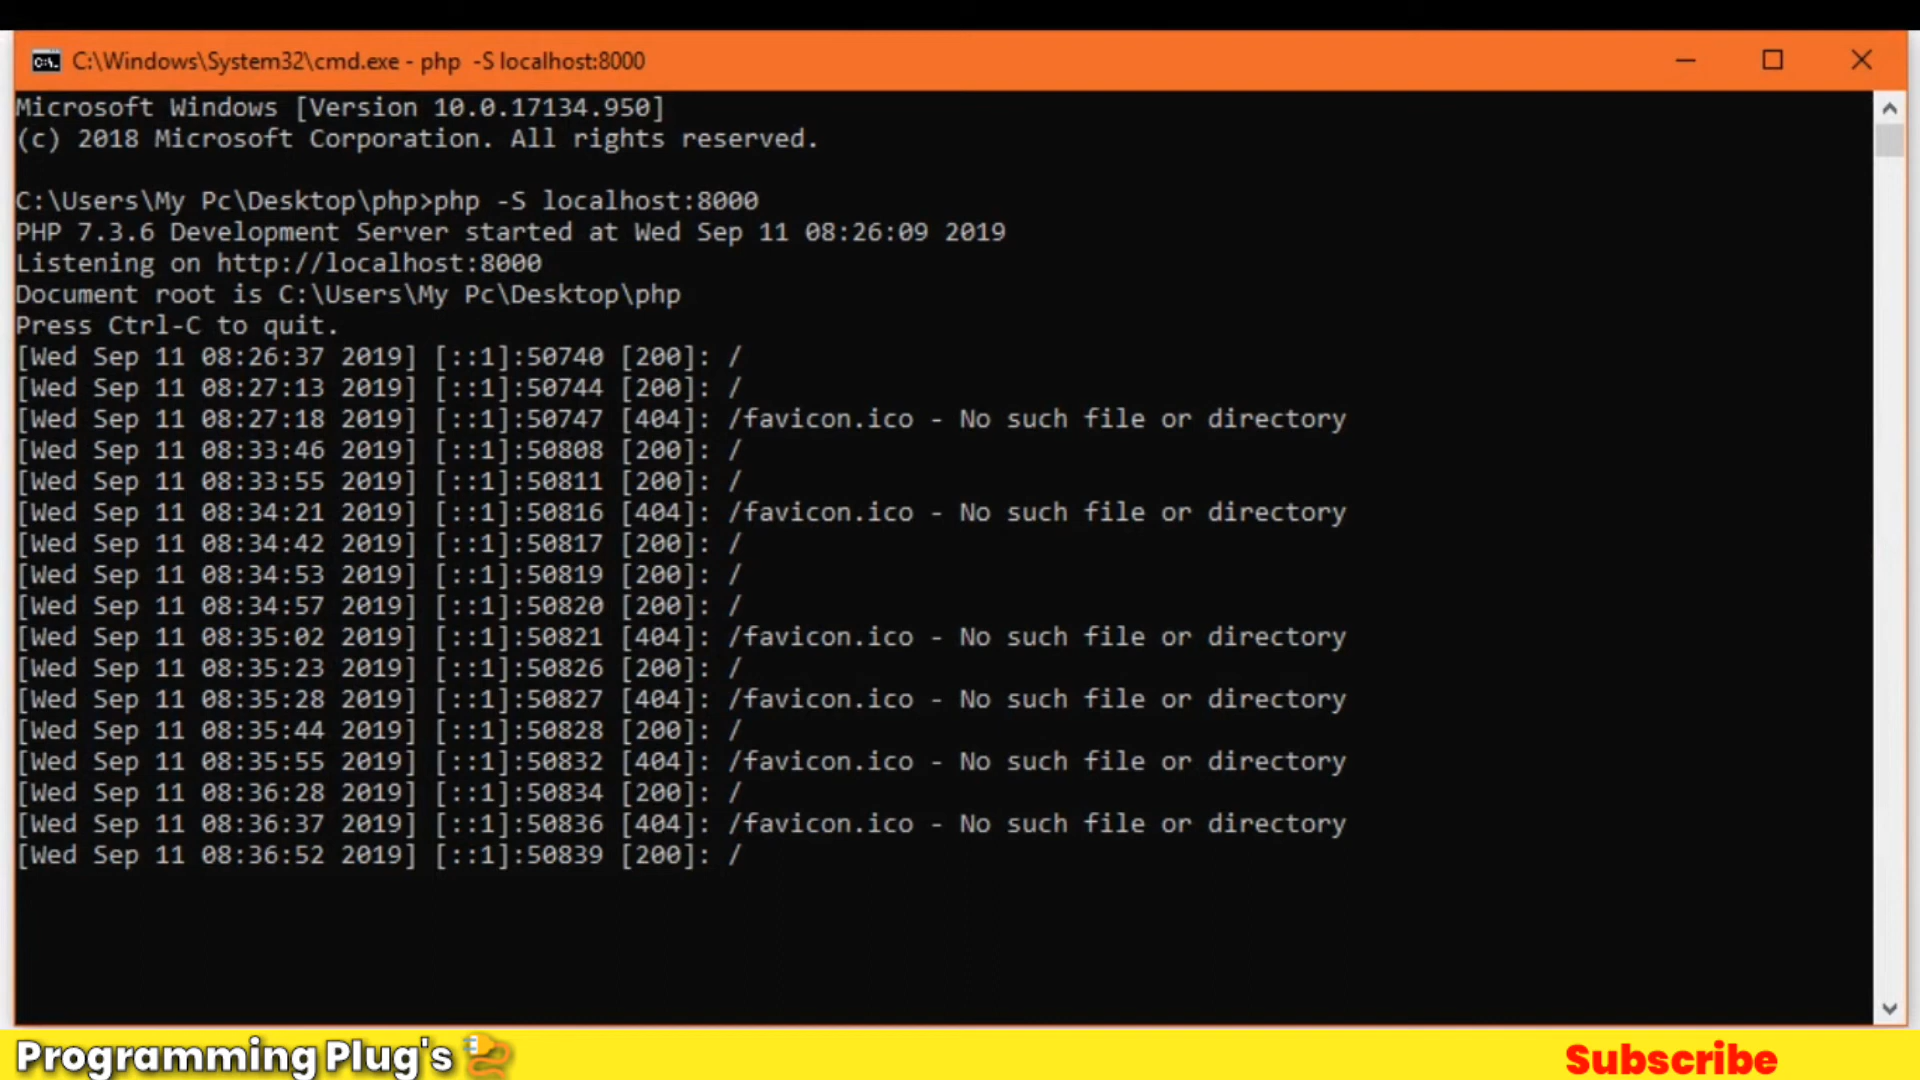 C:\Windows\System32\cmd.exe - php  -S localhost:8000
Microsoft Windows [Version 10.0.17134.950]
(c) 2018 Microsoft Corporation. All rights reserved.
C:\Users\My Pc\Desktop\php>php -S localhost:8000
PHP 7.3.6 Development Server started at Wed Sep 11 08:26:09 2019
Listening on http://localhost:8000
Document root is C:\Users\My Pc\Desktop\php
Press Ctrl-C to quit.
[Wed Sep 11 08:26:37 2019] [::1]:50740 [200]: /
[Wed Sep 11 08:27:13 2019] [::1]:50744 [200]: /
[Wed Sep 11 08:27:18 2019] [::1]:50747 [404]: /favicon.ico - No such file or directory
[Wed Sep 11 08:33:46 2019] [::1]:50808 [200]: /
[Wed Sep 11 08:33:55 2019] [::1]:50811 [200]: /
[Wed Sep 11 08:34:21 2019] [::1]:50816 [404]: /favicon.ico - No such file or directory
[Wed Sep 11 08:34:42 2019] [::1]:50817 [200]: /
[Wed Sep 11 08:34:53 2019] [::1]:50819 [200]: /
[Wed Sep 11 08:34:57 2019] [::1]:50820 [200]: /
[Wed Sep 11 08:35:02 2019] [::1]:50821 [404]: /favicon.ico - No such file or directory
[Wed Sep 11 08:35:23 2019] [::1]:50826 [200]: /
[Wed Sep 11 08:35:28 2019] [::1]:50827 [404]: /favicon.ico - No such file or directory
[Wed Sep 11 08:35:44 2019] [::1]:50828 [200]: /
[Wed Sep 11 08:35:55 2019] [::1]:50832 [404]: /favicon.ico - No such file or directory
[Wed Sep 11 08:36:28 2019] [::1]:50834 [200]: /
[Wed Sep 11 08:36:37 2019] [::1]:50836 [404]: /favicon.ico - No such file or directory
[Wed Sep 11 08:36:52 2019] [::1]:50839 [200]: /
Programming Plug's
Subscribe